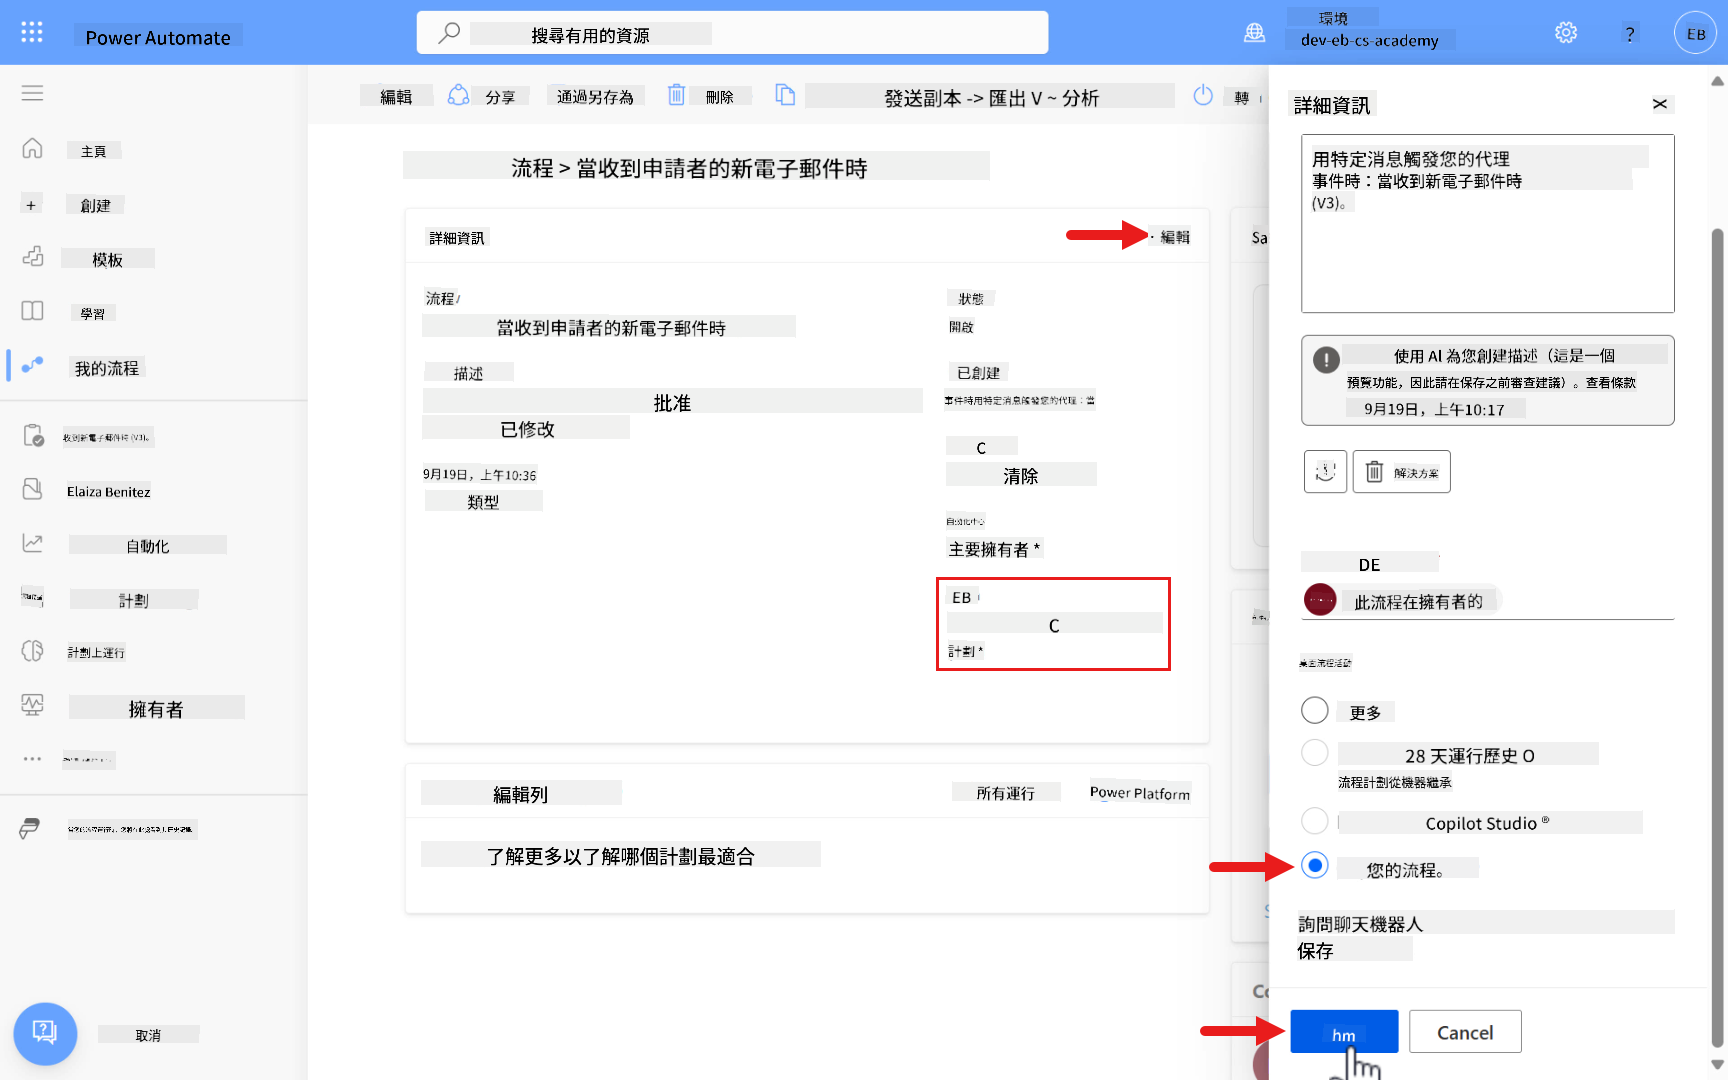 Power Automate
搜尋有用的資源
環境
dev-eb-cs-academy
?
EB
編輯
分享
通過另存為
刪除
發送副本 -> 匯出 V ~ 分析
轉
主頁
創建
模板
學習
我的流程
收到新電子郵件時 (V3)。
Elaiza Benitez
自動化
計劃
計劃上運行
擁有者
取消
流程 > 當收到申請者的新電子郵件時
詳細資訊
編輯
流程
當收到申請者的新電子郵件時
描述
批准
已修改
9月19日，上午10:36
類型
狀態
開啟
已創建
事件時用特定消息觸發您的代理：當
C
清除
自動化中心
主要擁有者 *
EB
C
計劃 *
編輯列
所有運行
Power Platform
了解更多以了解哪個計劃最適合
Sa
詳細資訊
用特定消息觸發您的代理
事件時：當收到新電子郵件時
(V3)。
使用 Al 為您創建描述（這是一個
預覽功能，因此請在保存之前審查建議）。查看條款
9月19日，上午10:17
解決方案
DE
此流程在擁有者的
桌面流程活動
更多
28 天運行歷史 O
流程計劃從機器繼承
Copilot Studio ®
您的流程。
詢問聊天機器人
保存
hm
Cancel